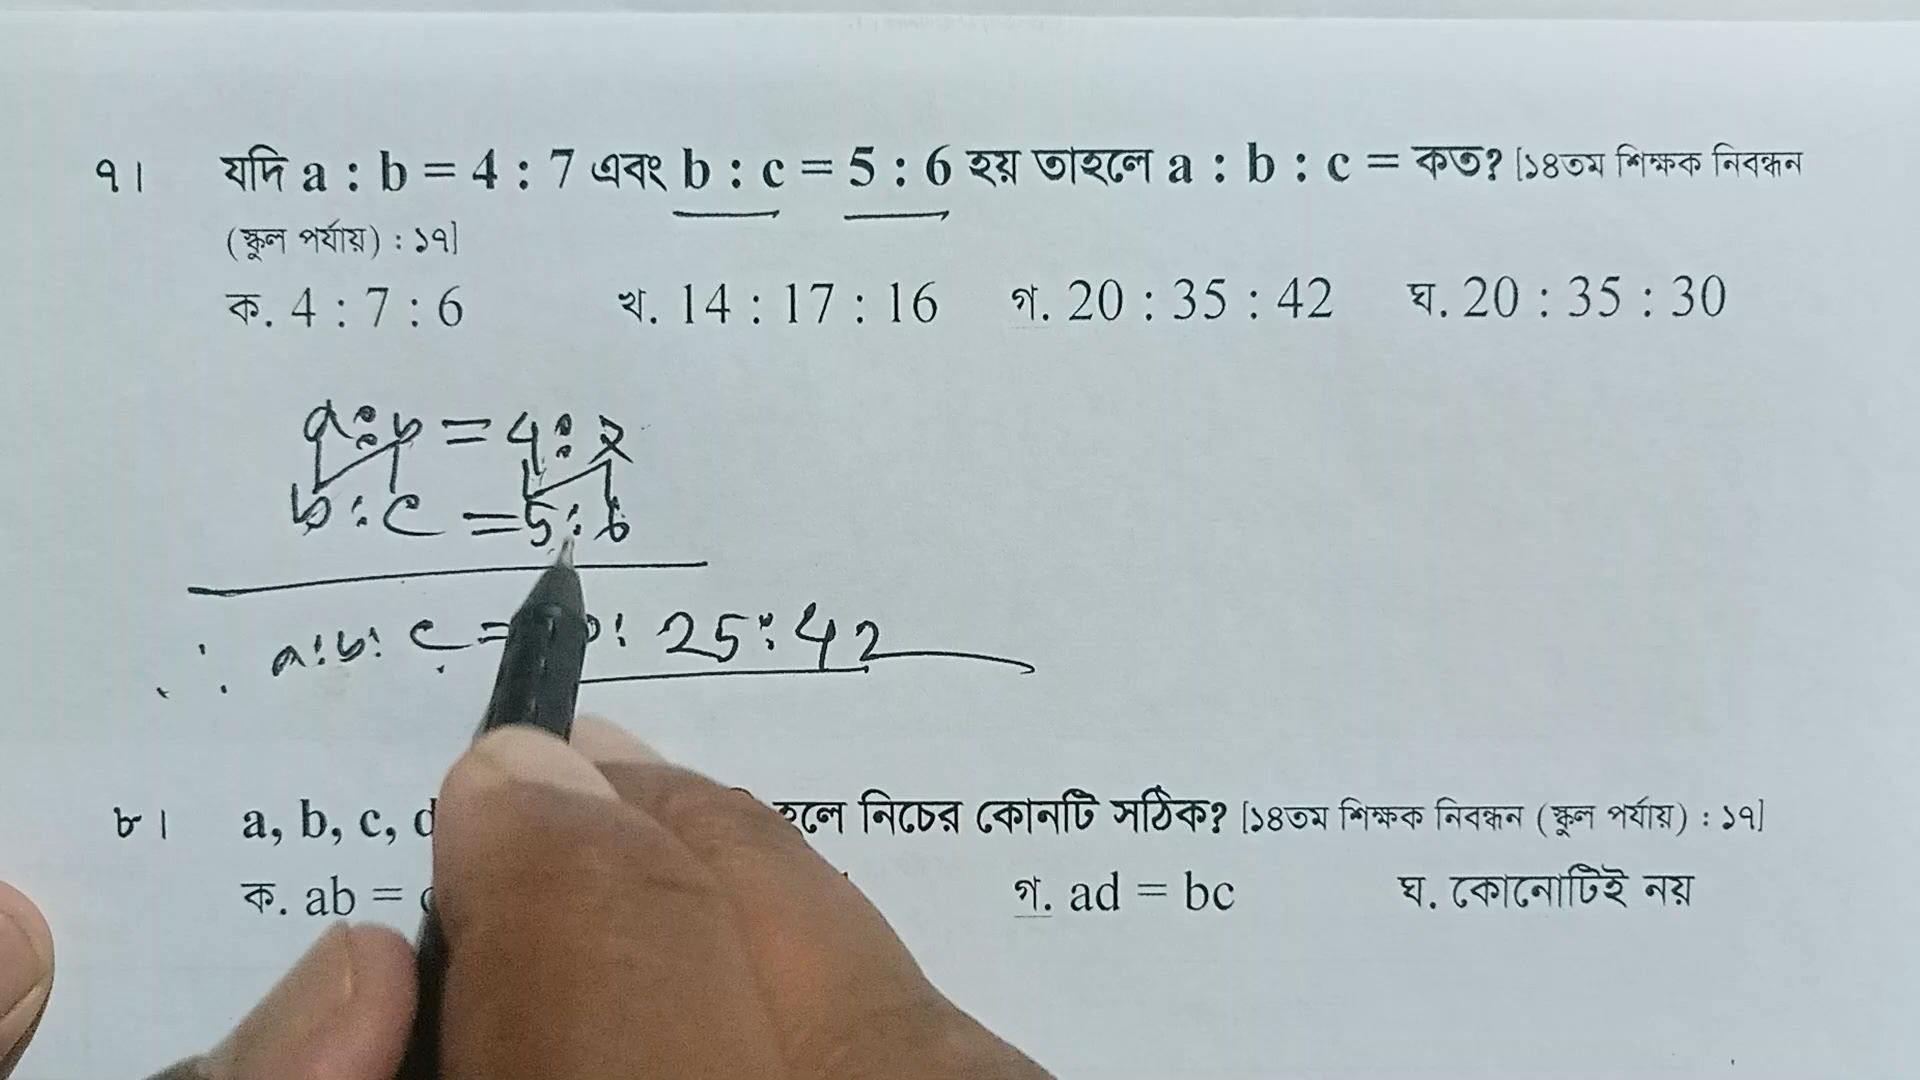 ৭। যদি a : b = 4 : 7 এবং b : c = 5 : 6 হয় তাহলে a : b : c = কত? [১৪তম শিক্ষক নিবন্ধন
(স্কুল পর্যায়) : ১৭]
ক. 4 : 7 : 6 খ. 14 : 17 : 16 গ. 20 : 35 : 42 ঘ. 20 : 35 : 30
a : b = 4 :
b : c = 5 : 6
∴ a : b : c = : 25 : 42
৮। a, b, c, d হলে নিচের কোনটি সঠিক? [১৪তম শিক্ষক নিবন্ধন (স্কুল পর্যায়) : ১৭]
ক. ab = গ. ad = bc ঘ. কোনোটিই নয়